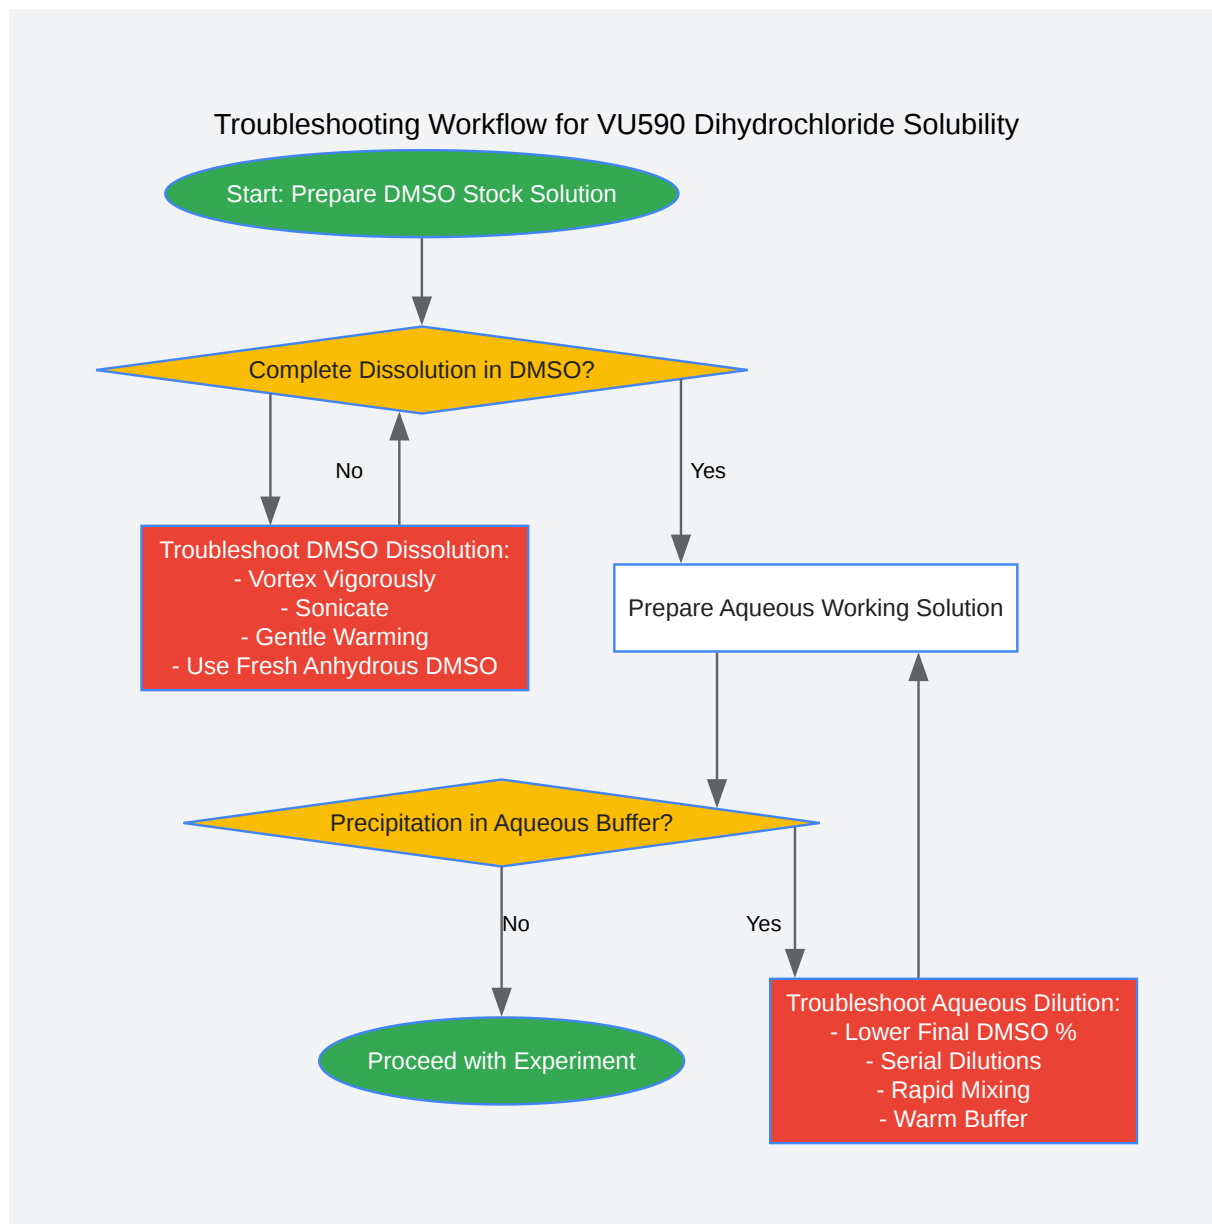 Troubleshooting Workflow for VU590 Dihydrochloride Solubility
Start: Prepare DMSO Stock Solution
Complete Dissolution in DMSO?
No
Yes
Troubleshoot DMSO Dissolution:
- Vortex Vigorously
- Sonicate
- Gentle Warming
- Use Fresh Anhydrous DMSO
Prepare Aqueous Working Solution
Precipitation in Aqueous Buffer?
No
Yes
Proceed with Experiment
Troubleshoot Aqueous Dilution:
- Lower Final DMSO %
- Serial Dilutions
- Rapid Mixing
- Warm Buffer